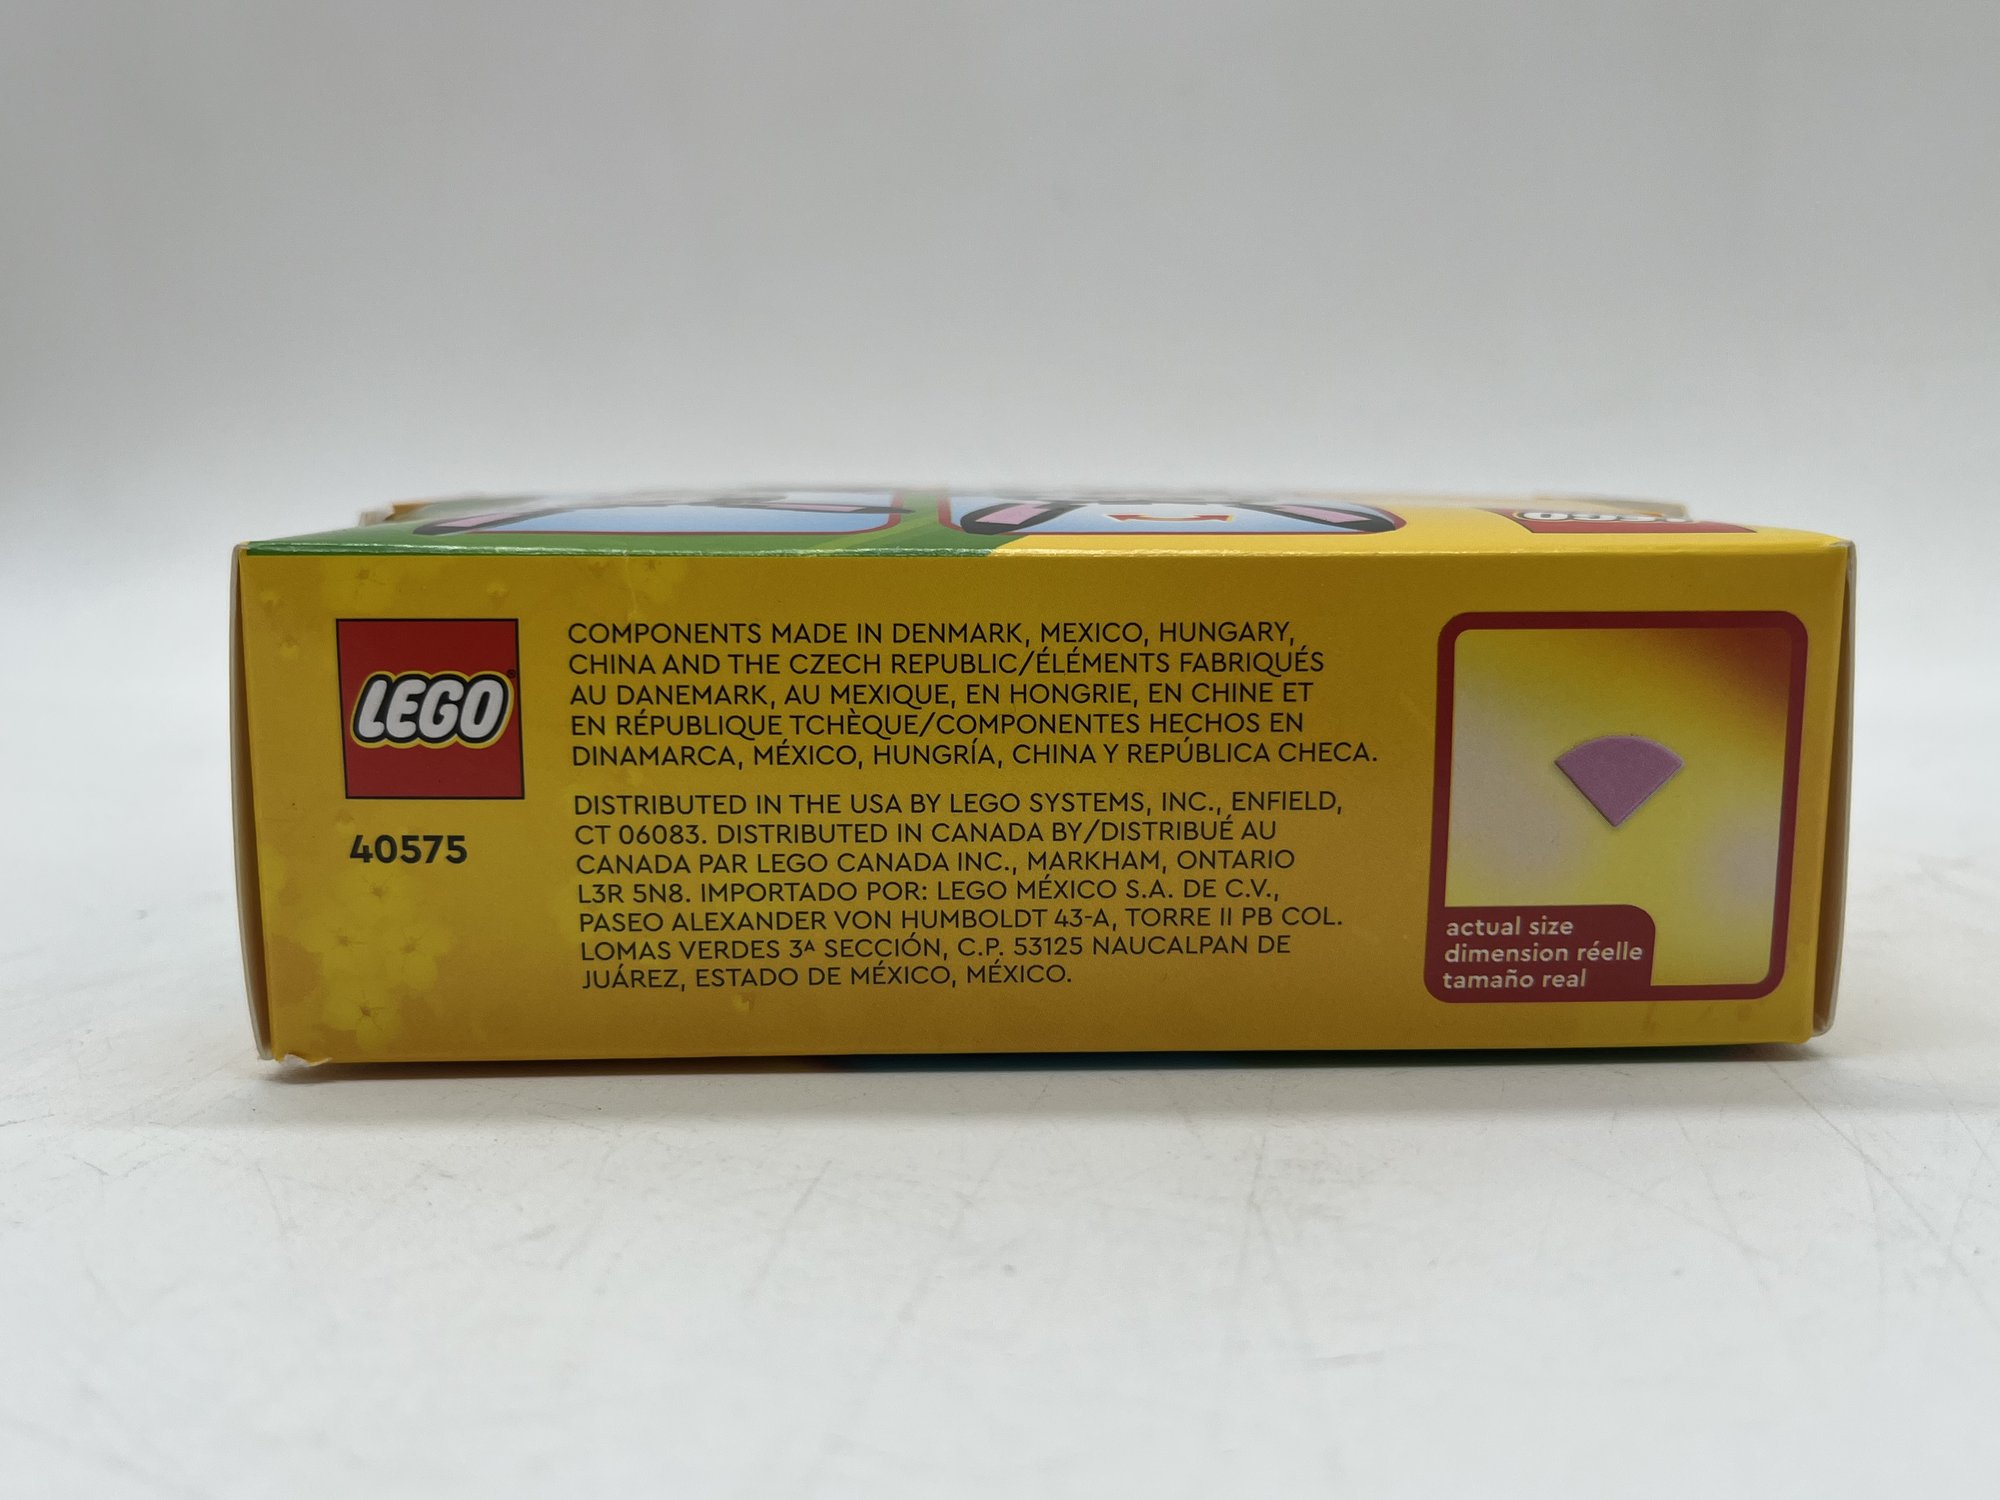 LEGO
LEGO®
40575
COMPONENTS MADE IN DENMARK, MEXICO, HUNGARY,
CHINA AND THE CZECH REPUBLIC/ÉLÉMENTS FABRIQUÉS
AU DANEMARK, AU MEXIQUE, EN HONGRIE, EN CHINE ET
EN RÉPUBLIQUE TCHÈQUE/COMPONENTES HECHOS EN
DINAMARCA, MÉXICO, HUNGRÍA, CHINA Y REPÚBLICA CHECA.
DISTRIBUTED IN THE USA BY LEGO SYSTEMS, INC., ENFIELD,
CT 06083. DISTRIBUTED IN CANADA BY/DISTRIBUÉ AU
CANADA PAR LEGO CANADA INC., MARKHAM, ONTARIO
L3R 5N8. IMPORTADO POR: LEGO MÉXICO S.A. DE C.V.,
PASEO ALEXANDER VON HUMBOLDT 43-A, TORRE II PB COL.
LOMAS VERDES 3ᴬ SECCIÓN, C.P. 53125 NAUCALPAN DE
JUÁREZ, ESTADO DE MÉXICO, MÉXICO.
actual size
dimension réelle
tamaño real